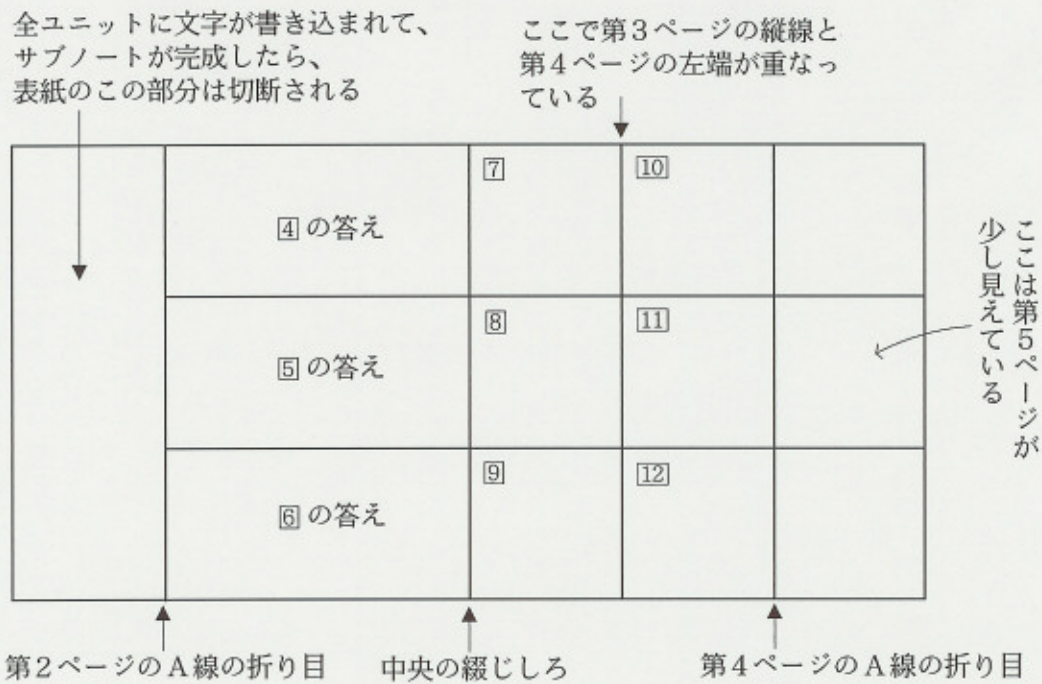 全ユニットに文字が書き込まれて、
サブノートが完成したら、
表紙のこの部分は切断される
ここで第3ページの縦線と
第4ページの左端が重なっ
ている
7
10
4 の答え
8
11
5 の答え
9
12
6 の答え
ここは第5ページが
少し見えている
第2ページのA線の折り目
中央の綴じしろ
第4ページのA線の折り目